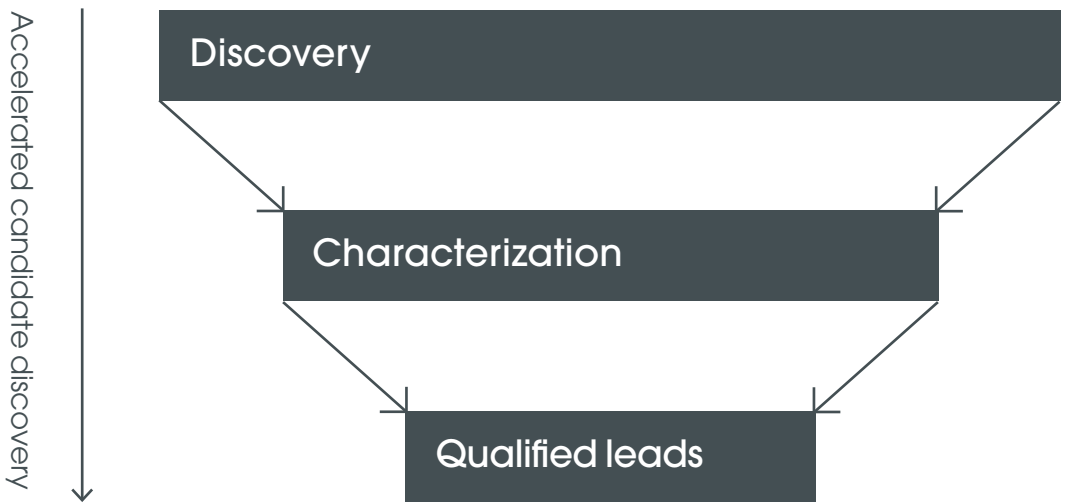 Accelerated candidate discovery
Discovery
Characterization
Qualified leads